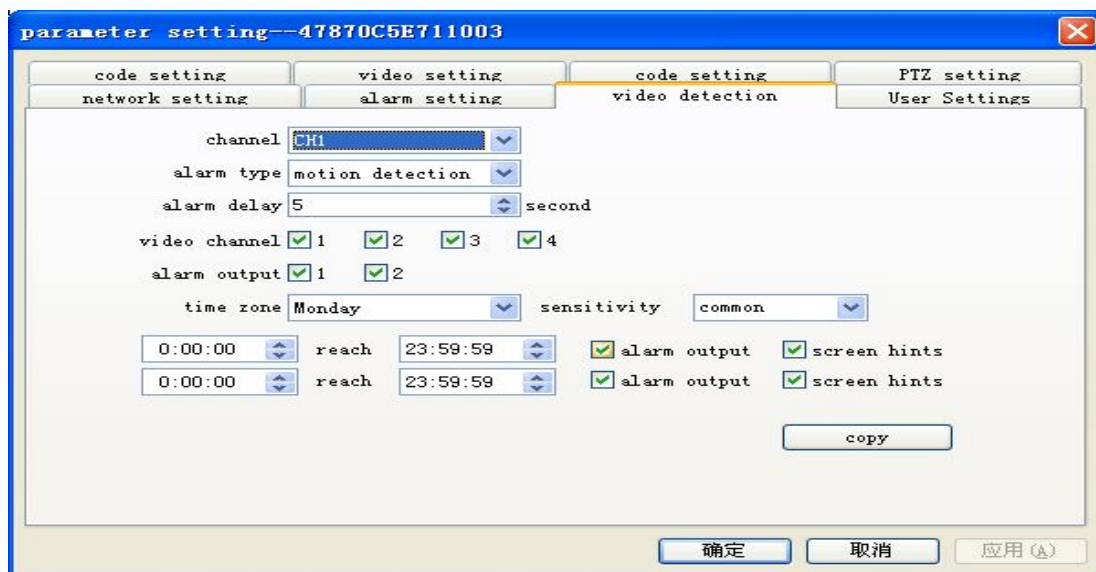 parameter setting--47870C5E711003
code setting video setting code setting PTZ setting
network setting alarm setting video detection User Settings
channel CH1
alarm type motion detection
alarm delay 5 second
video channel 1 2 3 4
alarm output 1 2
time zone Monday sensitivity common
0:00:00 reach 23:59:59 alarm output screen hints
0:00:00 reach 23:59:59 alarm output screen hints
copy
确定 取消 应用(A)